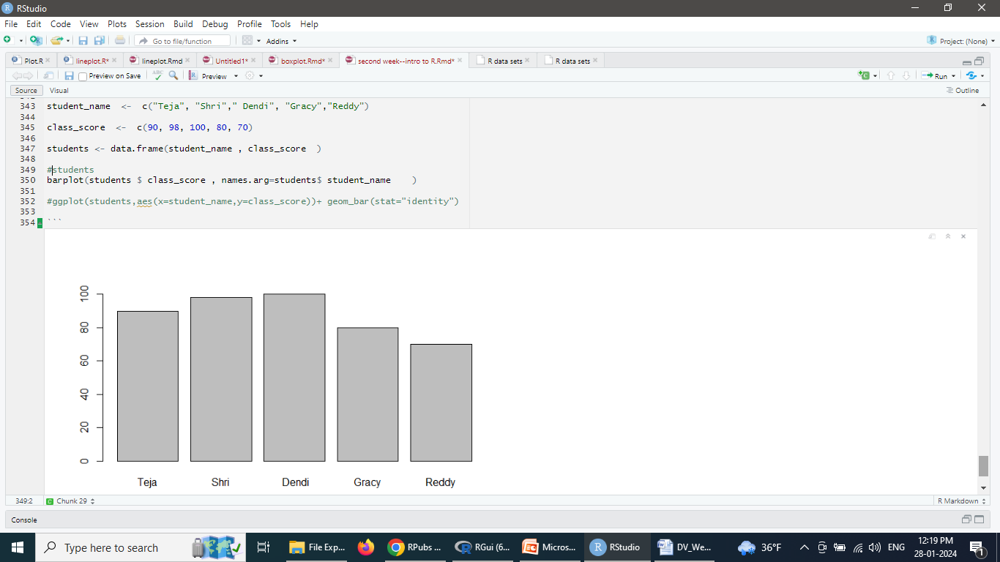 RStudio
File Edit Code View Plots Session Build Debug Profile Tools Help
Go to file/function Addins Project: (None)
Plot.R lineplot.R* lineplot.Rmd Untitled1* boxplot.Rmd* second week--intro to R.Rmd* R data sets R data sets
Preview on Save ABC Preview Run
Source Visual Outline
343 student_name <- c("Teja", "Shri"," Dendi", "Gracy","Reddy")
344
345 class_score <- c(90, 98, 100, 80, 70)
346
347 students <- data.frame(student_name , class_score )
348
349 #students
350 barplot(students $ class_score , names.arg=students$ student_name )
351
352 #ggplot(students,aes(x=student_name,y=class_score))+ geom_bar(stat="identity")
353
354 ```
100
80
60
40
20
0
Teja Shri Dendi Gracy Reddy
349:2 C Chunk 29 R Markdown
Console
Type here to search File Exp... RPubs ... RGui (6... Micros... RStudio DV_We... 36°F ENG 12:19 PM
28-01-2024 1